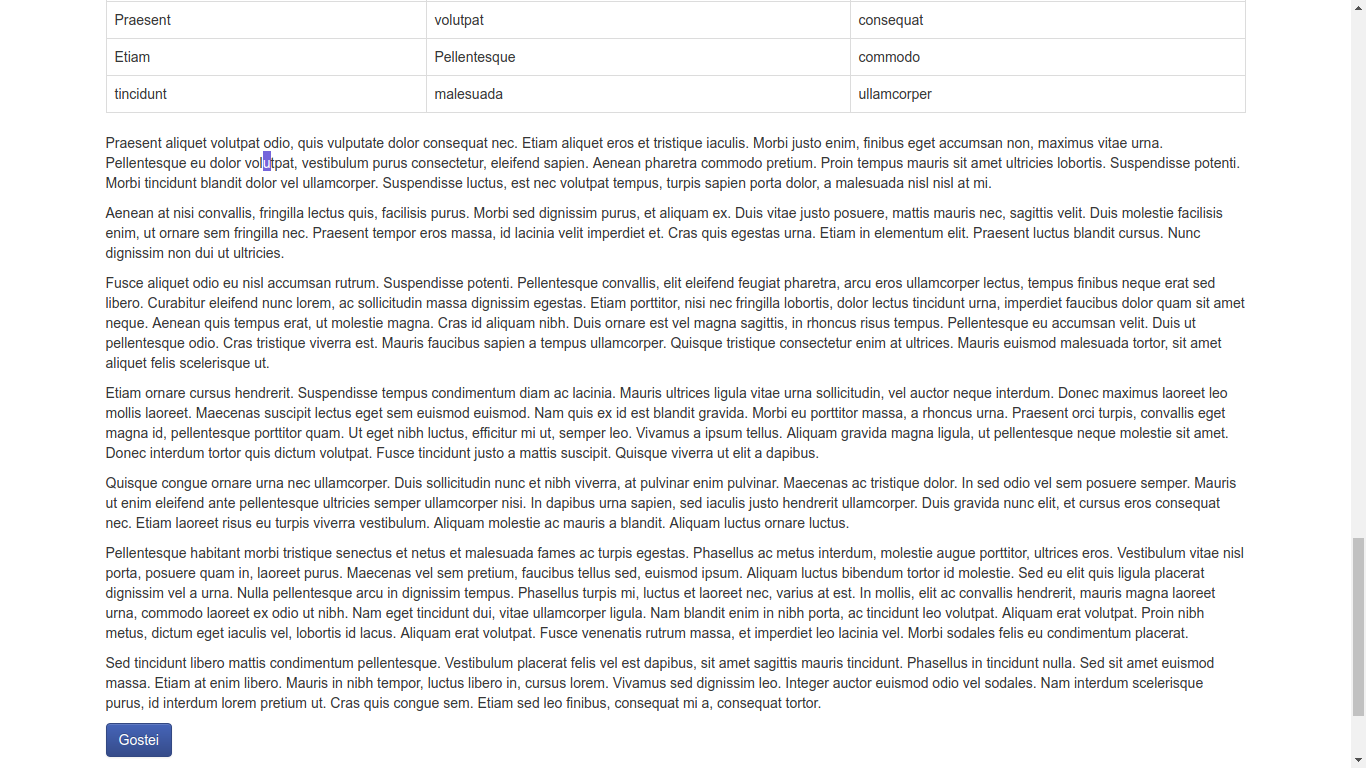 Praesent volutpat consequat
Etiam Pellentesque commodo
tincidunt malesuada ullamcorper
Praesent aliquet volutpat odio, quis vulputate dolor consequat nec. Etiam aliquet eros et tristique iaculis. Morbi justo enim, finibus eget accumsan non, maximus vitae urna.
Pellentesque eu dolor volutpat, vestibulum purus consectetur, eleifend sapien. Aenean pharetra commodo pretium. Proin tempus mauris sit amet ultricies lobortis. Suspendisse potenti.
Morbi tincidunt blandit dolor vel ullamcorper. Suspendisse luctus, est nec volutpat tempus, turpis sapien porta dolor, a malesuada nisl nisl at mi.
Aenean at nisi convallis, fringilla lectus quis, facilisis purus. Morbi sed dignissim purus, et aliquam ex. Duis vitae justo posuere, mattis mauris nec, sagittis velit. Duis molestie facilisis
enim, ut ornare sem fringilla nec. Praesent tempor eros massa, id lacinia velit imperdiet et. Cras quis egestas urna. Etiam in elementum elit. Praesent luctus blandit cursus. Nunc
dignissim non dui ut ultricies.
Fusce aliquet odio eu nisl accumsan rutrum. Suspendisse potenti. Pellentesque convallis, elit eleifend feugiat pharetra, arcu eros ullamcorper lectus, tempus finibus neque erat sed
libero. Curabitur eleifend nunc lorem, ac sollicitudin massa dignissim egestas. Etiam porttitor, nisi nec fringilla lobortis, dolor lectus tincidunt urna, imperdiet faucibus dolor quam sit amet
neque. Aenean quis tempus erat, ut molestie magna. Cras id aliquam nibh. Duis ornare est vel magna sagittis, in rhoncus risus tempus. Pellentesque eu accumsan velit. Duis ut
pellentesque odio. Cras tristique viverra est. Mauris faucibus sapien a tempus ullamcorper. Quisque tristique consectetur enim at ultrices. Mauris euismod malesuada tortor, sit amet
aliquet felis scelerisque ut.
Etiam ornare cursus hendrerit. Suspendisse tempus condimentum diam ac lacinia. Mauris ultrices ligula vitae urna sollicitudin, vel auctor neque interdum. Donec maximus laoreet leo
mollis laoreet. Maecenas suscipit lectus eget sem euismod euismod. Nam quis ex id est blandit gravida. Morbi eu porttitor massa, a rhoncus urna. Praesent orci turpis, convallis eget
magna id, pellentesque porttitor quam. Ut eget nibh luctus, efficitur mi ut, semper leo. Vivamus a ipsum tellus. Aliquam gravida magna ligula, ut pellentesque neque molestie sit amet.
Donec interdum tortor quis dictum volutpat. Fusce tincidunt justo a mattis suscipit. Quisque viverra ut elit a dapibus.
Quisque congue ornare urna nec ullamcorper. Duis sollicitudin nunc et nibh viverra, at pulvinar enim pulvinar. Maecenas ac tristique dolor. In sed odio vel sem posuere semper. Mauris
ut enim eleifend ante pellentesque ultricies semper ullamcorper nisi. In dapibus urna sapien, sed iaculis justo hendrerit ullamcorper. Duis gravida nunc elit, et cursus eros consequat
nec. Etiam laoreet risus eu turpis viverra vestibulum. Aliquam molestie ac mauris a blandit. Aliquam luctus ornare luctus.
Pellentesque habitant morbi tristique senectus et netus et malesuada fames ac turpis egestas. Phasellus ac metus interdum, molestie augue porttitor, ultrices eros. Vestibulum vitae nisl
porta, posuere quam in, laoreet purus. Maecenas vel sem pretium, faucibus tellus sed, euismod ipsum. Aliquam luctus bibendum tortor id molestie. Sed eu elit quis ligula placerat
dignissim vel a urna. Nulla pellentesque arcu in dignissim tempus. Phasellus turpis mi, luctus et laoreet nec, varius at est. In mollis, elit ac convallis hendrerit, mauris magna laoreet
urna, commodo laoreet ex odio ut nibh. Nam eget tincidunt dui, vitae ullamcorper ligula. Nam blandit enim in nibh porta, ac tincidunt leo volutpat. Aliquam erat volutpat. Proin nibh
metus, dictum eget iaculis vel, lobortis id lacus. Aliquam erat volutpat. Fusce venenatis rutrum massa, et imperdiet leo lacinia vel. Morbi sodales felis eu condimentum placerat.
Sed tincidunt libero mattis condimentum pellentesque. Vestibulum placerat felis vel est dapibus, sit amet sagittis mauris tincidunt. Phasellus in tincidunt nulla. Sed sit amet euismod
massa. Etiam at enim libero. Mauris in nibh tempor, luctus libero in, cursus lorem. Vivamus sed dignissim leo. Integer auctor euismod odio vel sodales. Nam interdum scelerisque
purus, id interdum lorem pretium ut. Cras quis congue sem. Etiam sed leo finibus, consequat mi a, consequat tortor.
Gostei